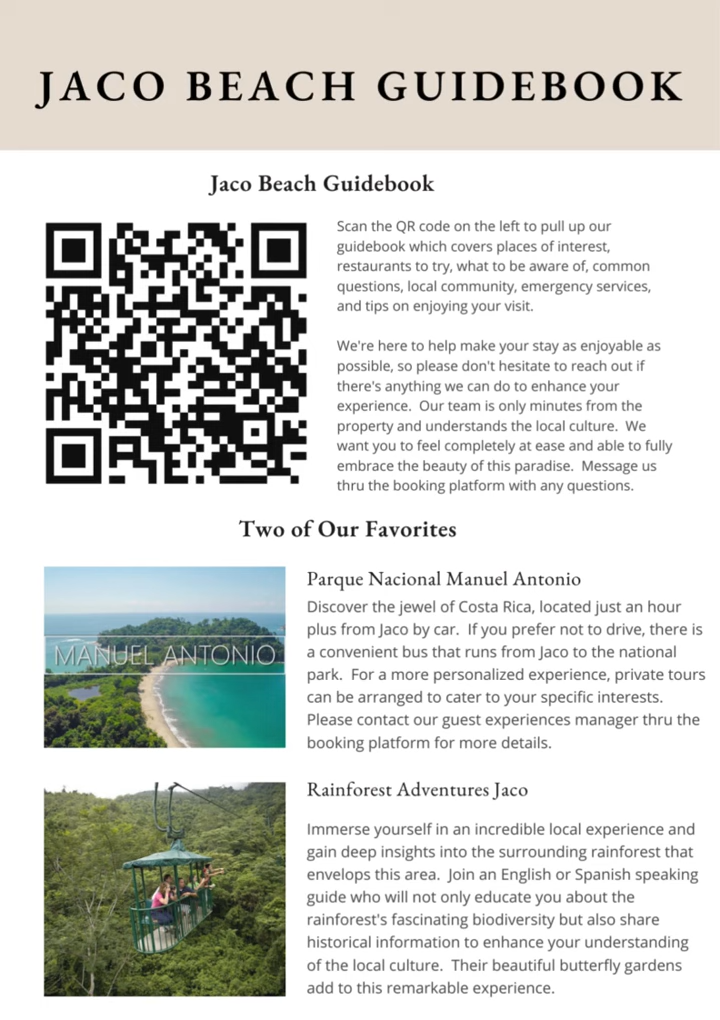 JACO BEACH GUIDEBOOK
Jaco Beach Guidebook
Scan the QR code on the left to pull up our
guidebook which covers places of interest,
restaurants to try, what to be aware of, common
questions, local community, emergency services,
and tips on enjoying your visit.
We're here to help make your stay as enjoyable as
possible, so please don't hesitate to reach out if
there's anything we can do to enhance your
experience.  Our team is only minutes from the
property and understands the local culture.  We
want you to feel completely at ease and able to fully
embrace the beauty of this paradise.  Message us
thru the booking platform with any questions.
Two of Our Favorites
MANUEL ANTONIO
Parque Nacional Manuel Antonio
Discover the jewel of Costa Rica, located just an hour
plus from Jaco by car.  If you prefer not to drive, there is
a convenient bus that runs from Jaco to the national
park.  For a more personalized experience, private tours
can be arranged to cater to your specific interests.
Please contact our guest experiences manager thru the
booking platform for more details.
Rainforest Adventures Jaco
Immerse yourself in an incredible local experience and
gain deep insights into the surrounding rainforest that
envelops this area.  Join an English or Spanish speaking
guide who will not only educate you about the
rainforest's fascinating biodiversity but also share
historical information to enhance your understanding
of the local culture.  Their beautiful butterfly gardens
add to this remarkable experience.